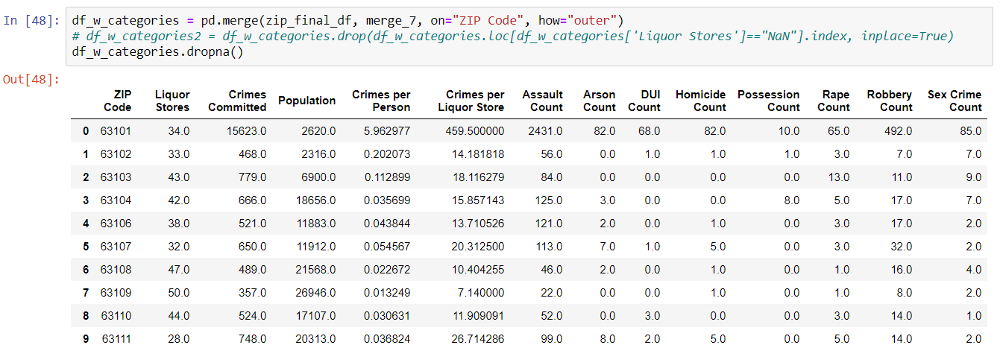 In [48]: df_w_categories = pd.merge(zip_final_df, merge_7, on="ZIP Code", how="outer")
# df_w_categories2 = df_w_categories.drop(df_w_categories.loc[df_w_categories['Liquor Stores']=="NaN"].index, inplace=True)
df_w_categories.dropna()
Out[48]:
ZIP Liquor Crimes Population Crimes per Crimes per Assault Arson DUI Homicide Possession Rape Robbery Sex Crime
Code Stores Committed Person Liquor Store Count Count Count Count Count Count Count Count
0 63101 34.0 15623.0 2620.0 5.962977 459.500000 2431.0 82.0 68.0 82.0 10.0 65.0 492.0 85.0
1 63102 33.0 468.0 2316.0 0.202073 14.181818 56.0 0.0 1.0 1.0 1.0 3.0 7.0 7.0
2 63103 43.0 779.0 6900.0 0.112899 18.116279 84.0 0.0 0.0 0.0 0.0 13.0 11.0 9.0
3 63104 42.0 666.0 18656.0 0.035699 15.857143 125.0 3.0 0.0 0.0 8.0 5.0 17.0 7.0
4 63106 38.0 521.0 11883.0 0.043844 13.710526 121.0 2.0 0.0 1.0 0.0 3.0 17.0 2.0
5 63107 32.0 650.0 11912.0 0.054567 20.312500 113.0 7.0 1.0 5.0 0.0 3.0 32.0 2.0
6 63108 47.0 489.0 21568.0 0.022672 10.404255 46.0 2.0 0.0 1.0 0.0 1.0 16.0 4.0
7 63109 50.0 357.0 26946.0 0.013249 7.140000 22.0 0.0 0.0 1.0 0.0 1.0 8.0 2.0
8 63110 44.0 524.0 17107.0 0.030631 11.909091 52.0 0.0 3.0 0.0 0.0 3.0 14.0 1.0
9 63111 28.0 748.0 20313.0 0.036824 26.714286 99.0 8.0 2.0 5.0 0.0 5.0 14.0 2.0